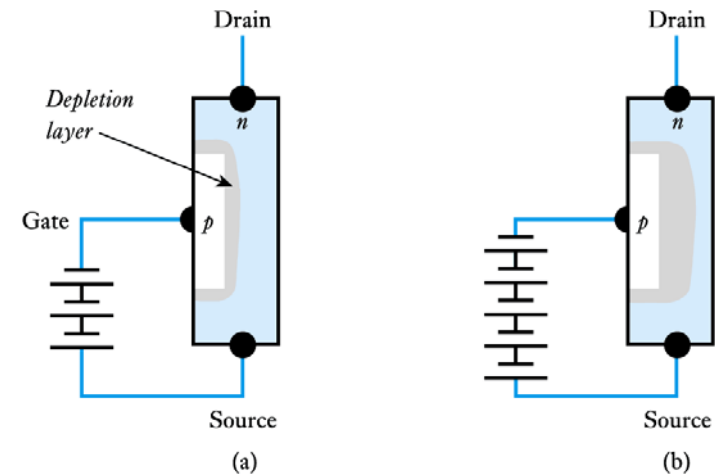 Drain
n
Depletion
layer
Gate
p
Source
(a)
Drain
n
p
Source
(b)